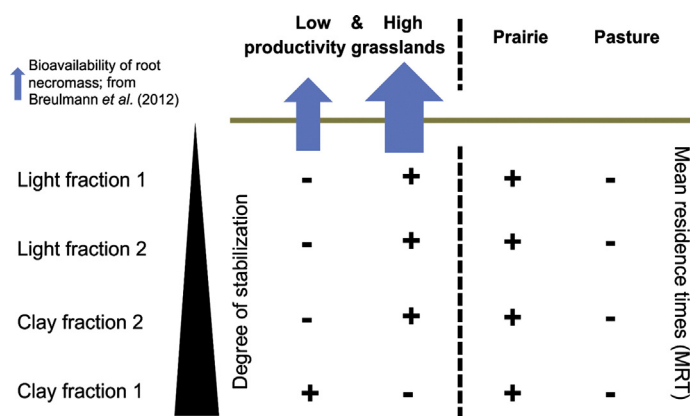 Low & High
productivity grasslands
Prairie Pasture
Bioavailability of root
necromass; from
Breulmann et al. (2012)
Light fraction 1 - + + -
Light fraction 2 - + + -
Clay fraction 2 - + + -
Clay fraction 1 + - + -
Degree of stabilization
Mean residence times (MRT)